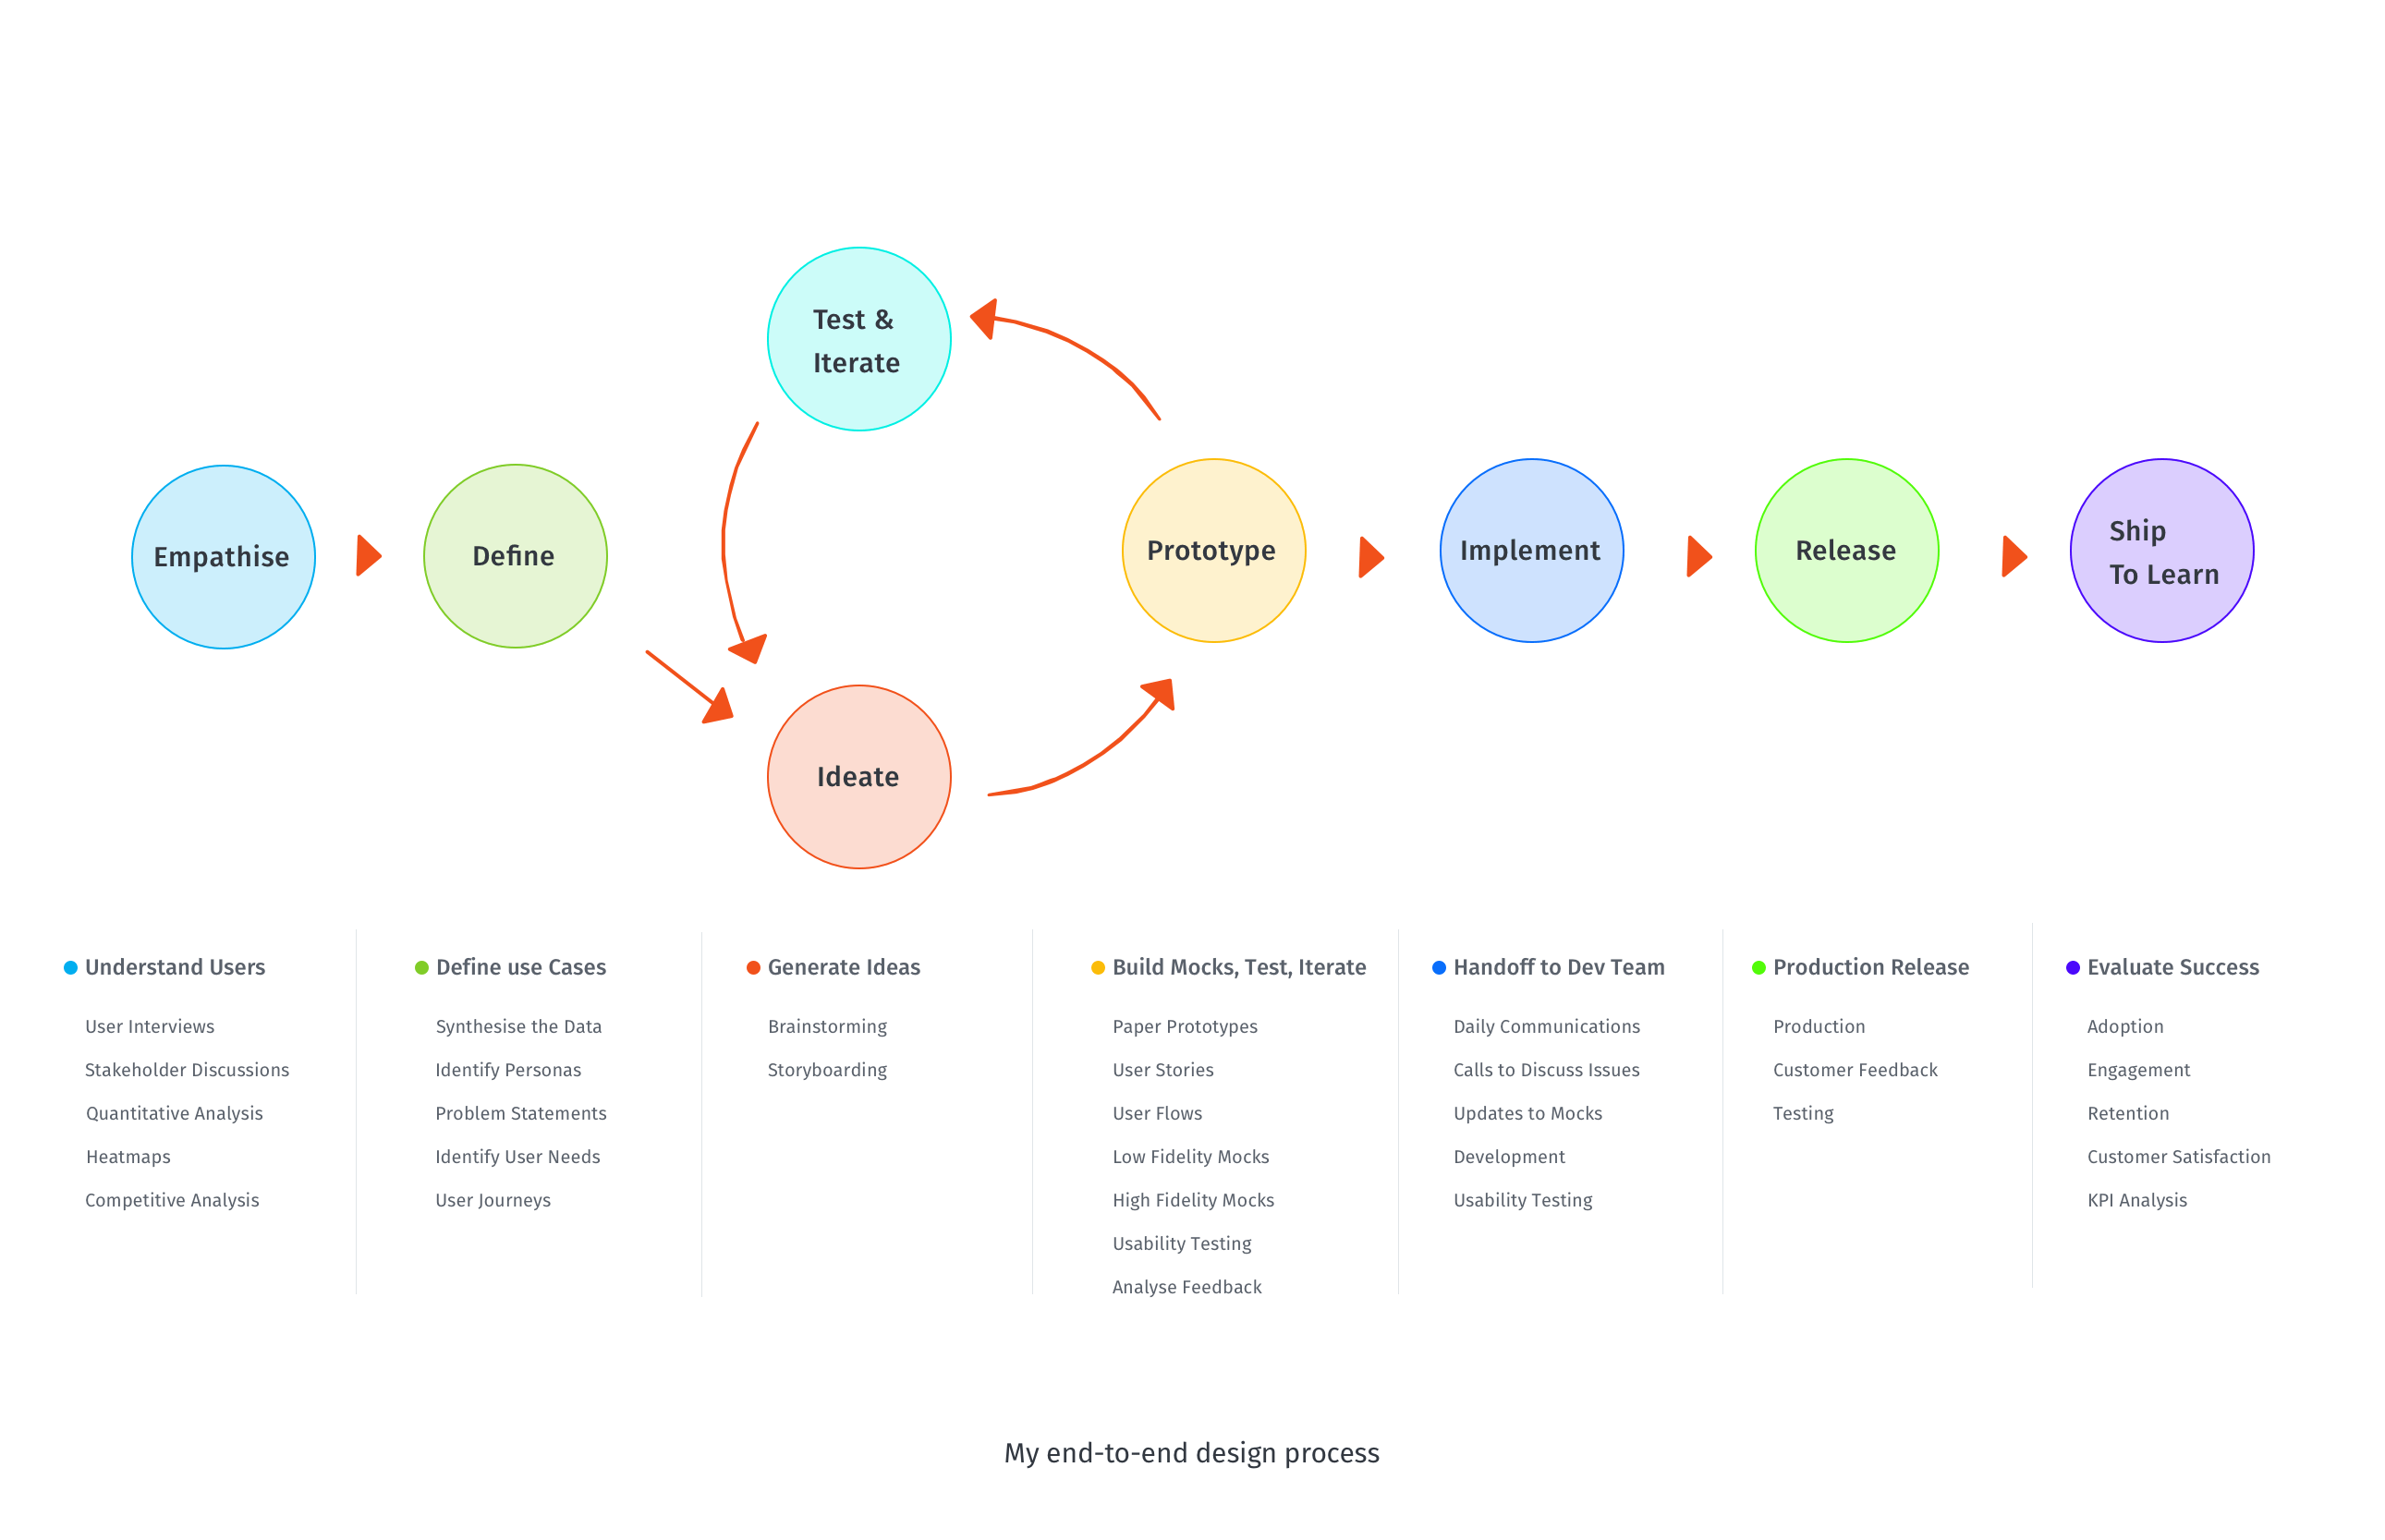 Test &
Iterate
Empathise
Define
Prototype
Implement
Release
Ship
To Learn
Ideate
Understand Users
User Interviews
Stakeholder Discussions
Quantitative Analysis
Heatmaps
Competitive Analysis
Define use Cases
Synthesise the Data
Identify Personas
Problem Statements
Identify User Needs
User Journeys
Generate Ideas
Brainstorming
Storyboarding
Build Mocks, Test, Iterate
Paper Prototypes
User Stories
User Flows
Low Fidelity Mocks
High Fidelity Mocks
Usability Testing
Analyse Feedback
Handoff to Dev Team
Daily Communications
Calls to Discuss Issues
Updates to Mocks
Development
Usability Testing
Production Release
Production
Customer Feedback
Testing
Evaluate Success
Adoption
Engagement
Retention
Customer Satisfaction
KPI Analysis
My end-to-end design process